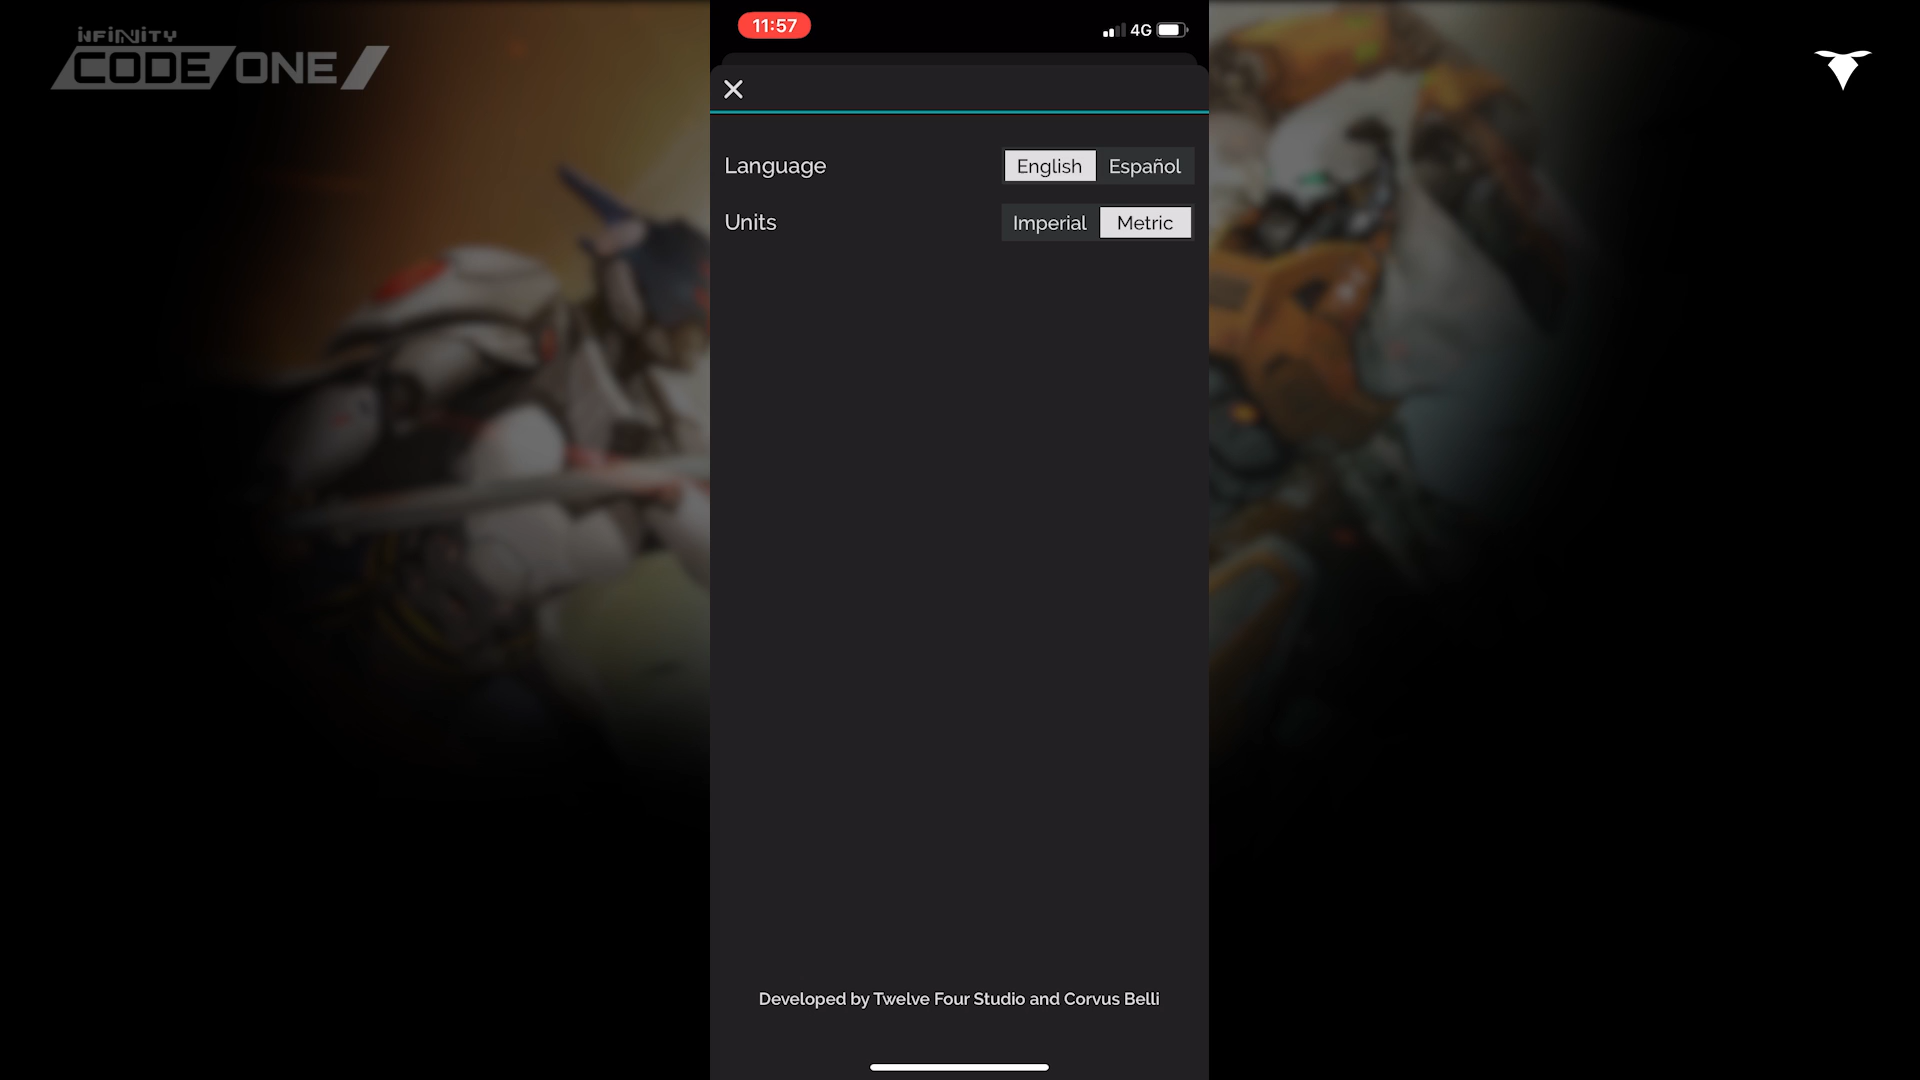 INFINITY
CODE ONE
11:57
4G
Language
English
Español
Units
Imperial
Metric
Developed by Twelve Four Studio and Corvus Belli